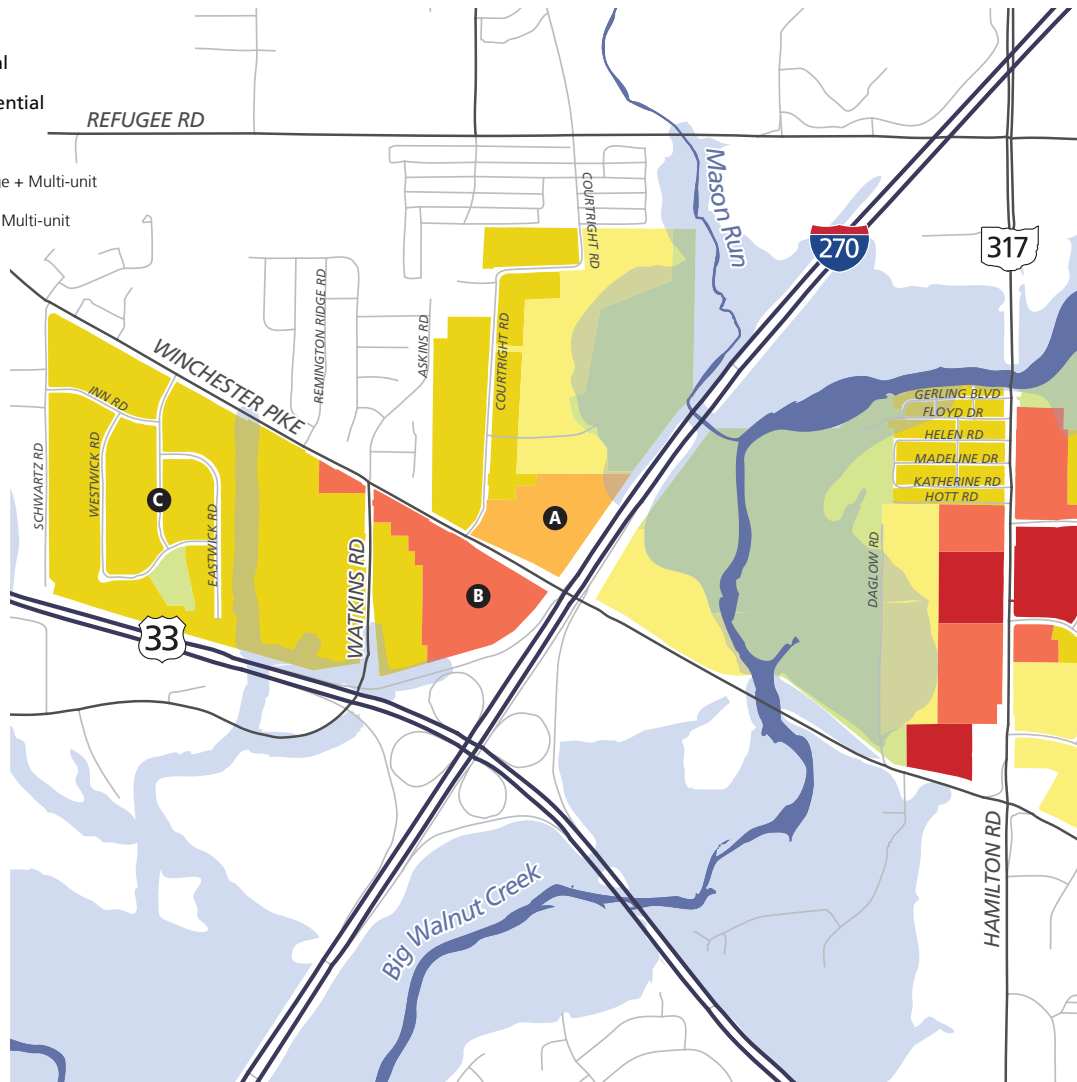 al
ential
REFUGEE RD
e + Multi-unit
Multi-unit
COURTRIGHT RD
Mason Run
270
317
REMINGTON RIDGE RD
ASKINS RD
COURTRIGHT RD
WINCHESTER PIKE
INN RD
GERLING BLVD
FLOYD DR
HELEN RD
MADELINE DR
KATHERINE RD
HOTT RD
SCHWARTZ RD
WESTWICK RD
C
EASTWICK RD
A
WATKINS RD
B
DAGLOW RD
33
HAMILTON RD
Big Walnut Creek